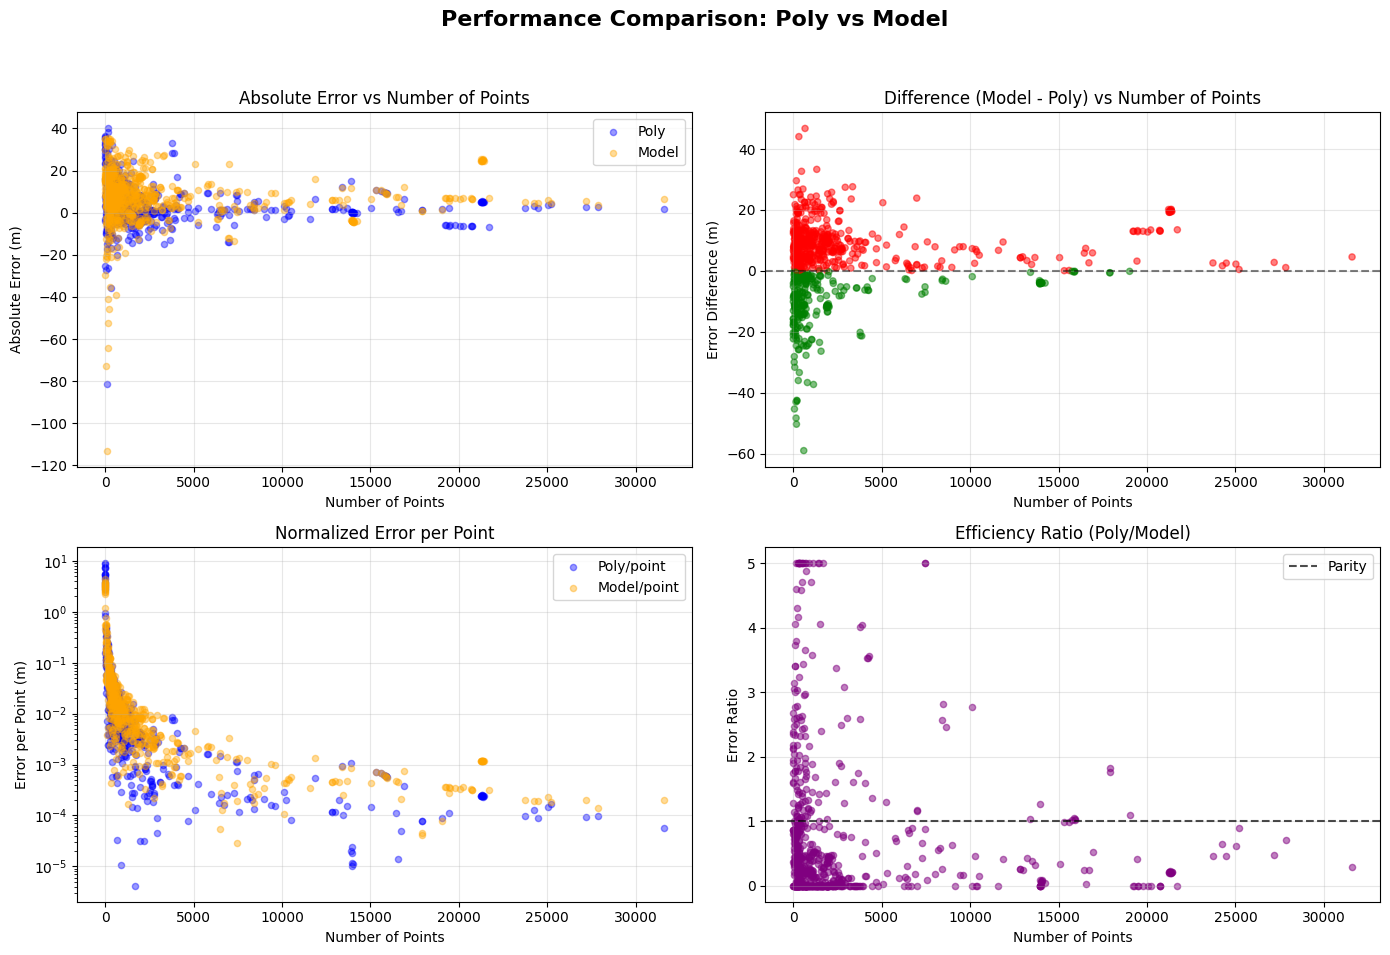 Performance Comparison: Poly vs Model
Absolute Error vs Number of Points
Absolute Error (m)
40
20
0
−20
−40
−60
−80
−100
−120
Poly
Model
0 5000 10000 15000 20000 25000 30000
Number of Points
Difference (Model - Poly) vs Number of Points
Error Difference (m)
40
20
0
−20
−40
−60
0 5000 10000 15000 20000 25000 30000
Number of Points
Normalized Error per Point
Error per Point (m)
10¹
10⁰
10⁻¹
10⁻²
10⁻³
10⁻⁴
10⁻⁵
Poly/point
Model/point
0 5000 10000 15000 20000 25000 30000
Number of Points
Efficiency Ratio (Poly/Model)
Error Ratio
5
4
3
2
1
0
Parity
0 5000 10000 15000 20000 25000 30000
Number of Points